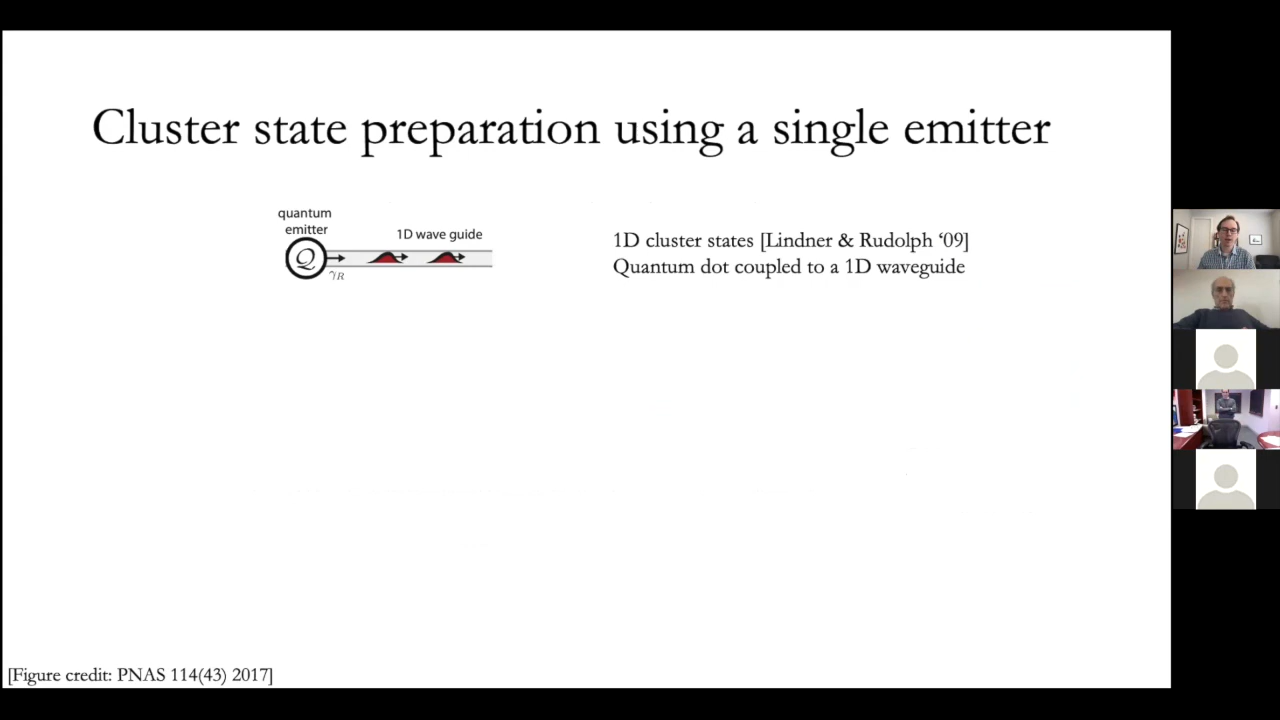 Cluster state preparation using a single emitter
quantum
emitter
1D wave guide
Q
γR
1D cluster states [Lindner & Rudolph ‘09]
Quantum dot coupled to a 1D waveguide
[Figure credit: PNAS 114(43) 2017]